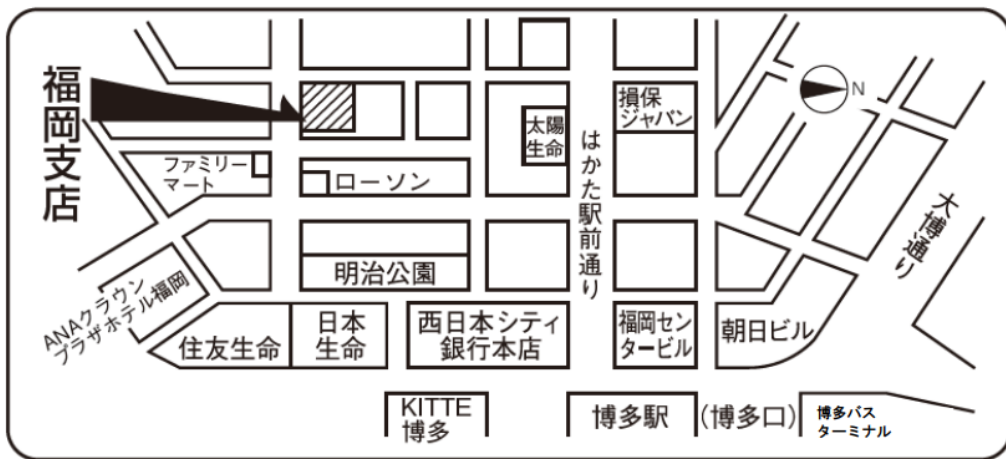 福岡支店
ファミリー
マート
ローソン
太陽
生命
損保
ジャパン
N
はかた駅前通り
大博通り
明治公園
ANAクラウン
プラザホテル福岡
住友生命
日本
生命
西日本シティ
銀行本店
福岡セン
タービル
朝日ビル
KITTE
博多
博多駅
(博多口)
博多バス
ターミナル